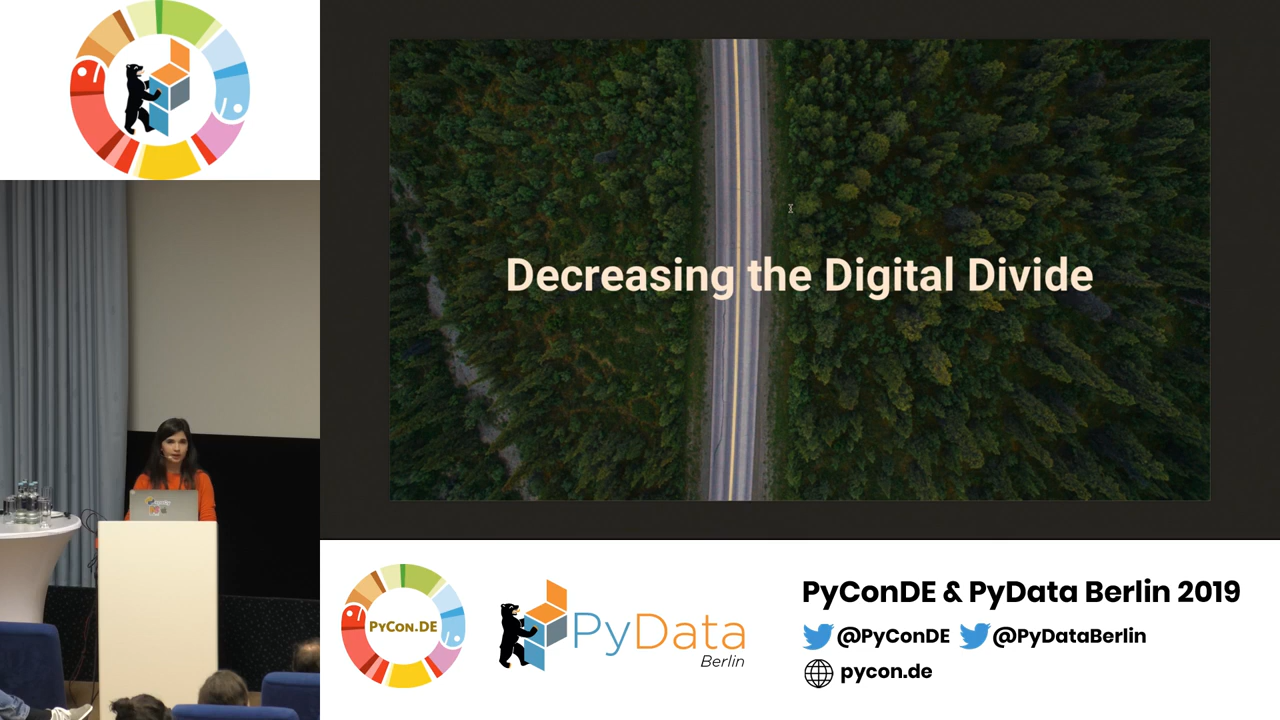 Decreasing the Digital Divide
PYCON.DE
PyData
Berlin
PyConDE & PyData Berlin 2019
@PyConDE @PyDataBerlin
pycon.de